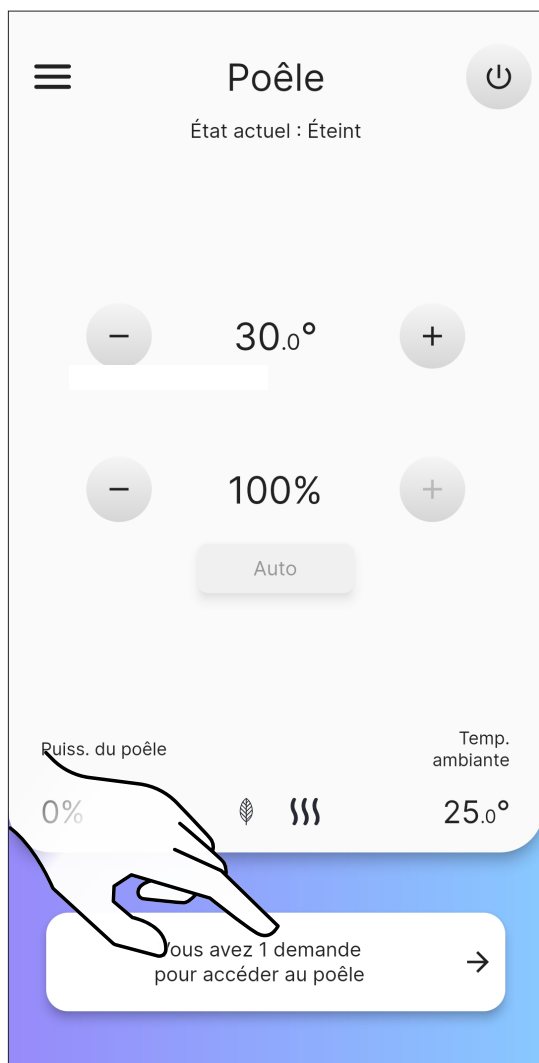 Poêle
État actuel : Éteint
30.0°
100%
Auto
Puiss. du poêle
Temp.
ambiante
0%
25.0°
Vous avez 1 demande
pour accéder au poêle